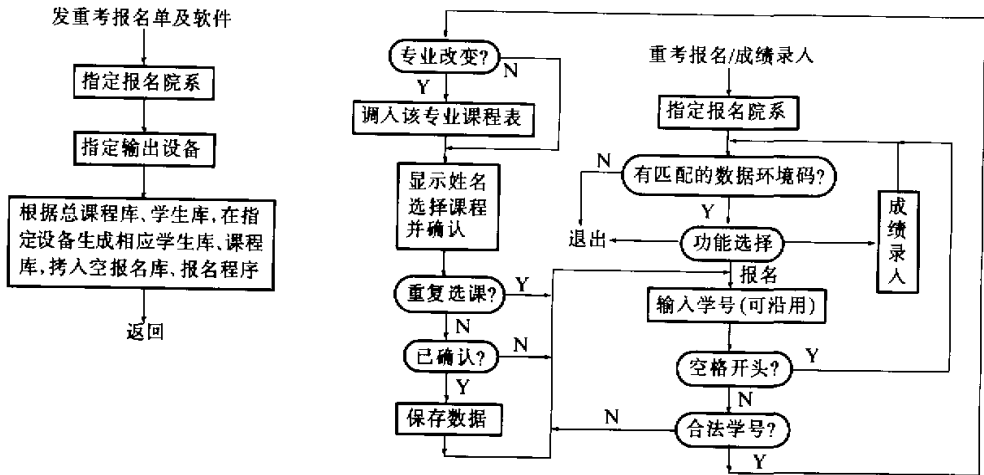 发重考报名单及软件
指定报名院系
指定输出设备
根据总课程库、学生库,在指
定设备生成相应学生库、课程
库,拷入空报名库、报名程序
返回
专业改变?
N
Y
调入该专业课程表
显示姓名
选择课程
并确认
重复选课?
Y
N
已确认?
N
Y
保存数据
重考报名/成绩录入
指定报名院系
N
有匹配的数据环境码?
Y
退出
功能选择
成绩录入
报名
输入学号(可沿用)
空格开头?
Y
N
N
合法学号?
Y